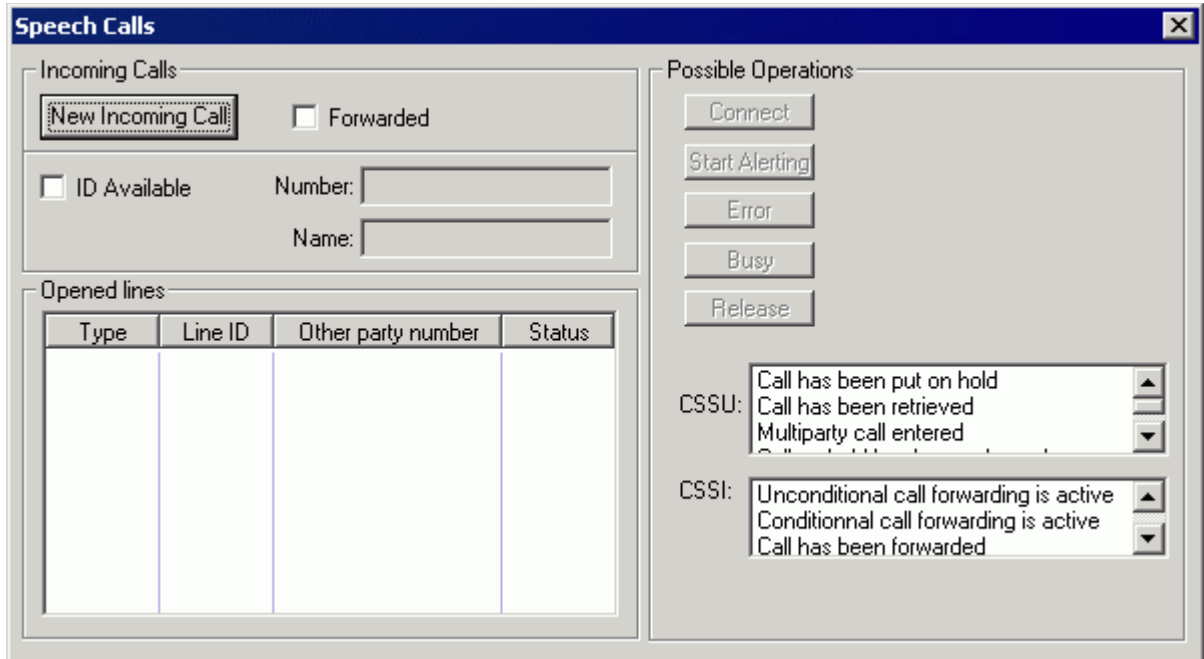 Speech Calls
Incoming Calls
New Incoming Call
Forwarded
ID Available
Number:
Name:
Opened lines
Type
Line ID
Other party number
Status
Possible Operations
Connect
Start Alerting
Error
Busy
Release
CSSU:
Call has been put on hold
Call has been retrieved
Multiparty call entered
CSSI:
Unconditional call forwarding is active
Conditionnal call forwarding is active
Call has been forwarded